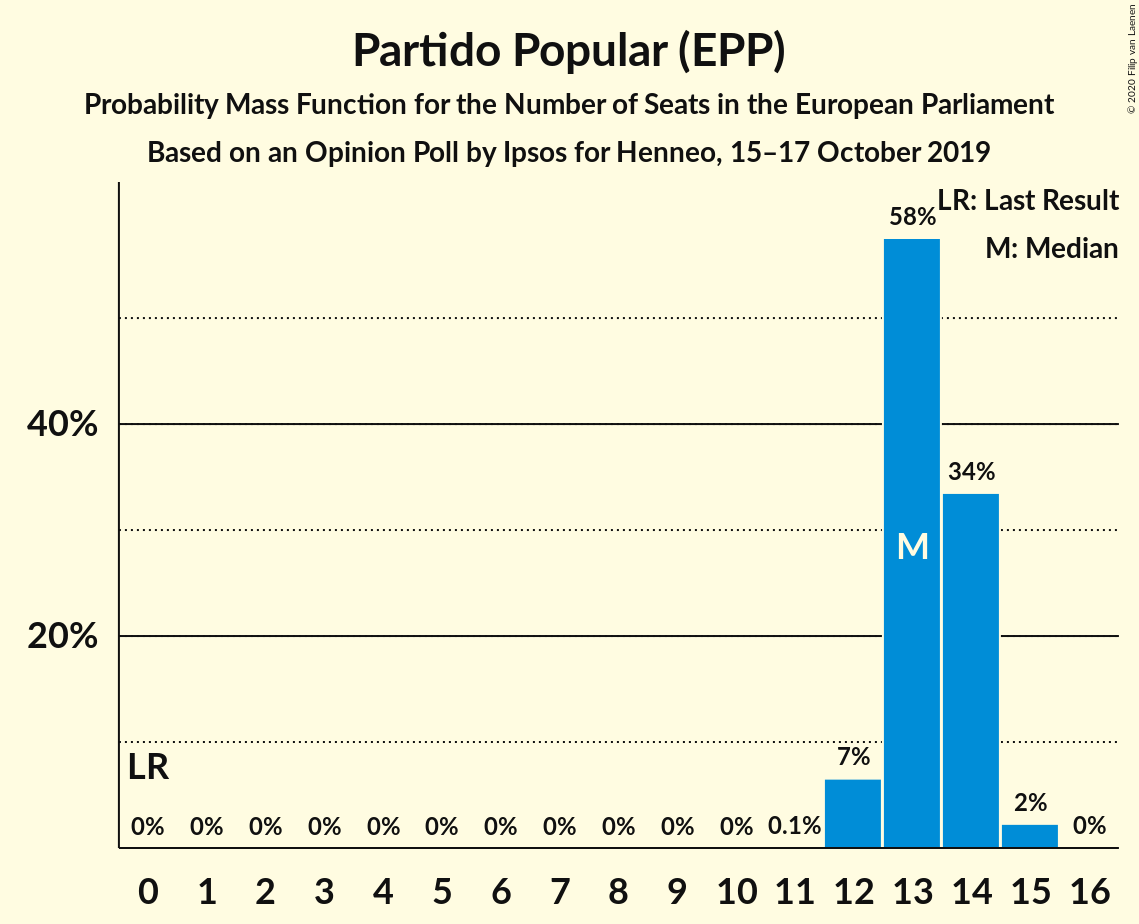 Partido Popular (EPP)
Probability Mass Function for the Number of Seats in the European Parliament
Based on an Opinion Poll by Ipsos for Henneo, 15–17 October 2019
© 2020 Filip van Laenen
LR: Last Result
M: Median
58%
40%
34%
M
20%
LR
7%
2%
0% 0% 0% 0% 0% 0% 0% 0% 0% 0% 0% 0.1% 0%
0 1 2 3 4 5 6 7 8 9 10 11 12 13 14 15 16